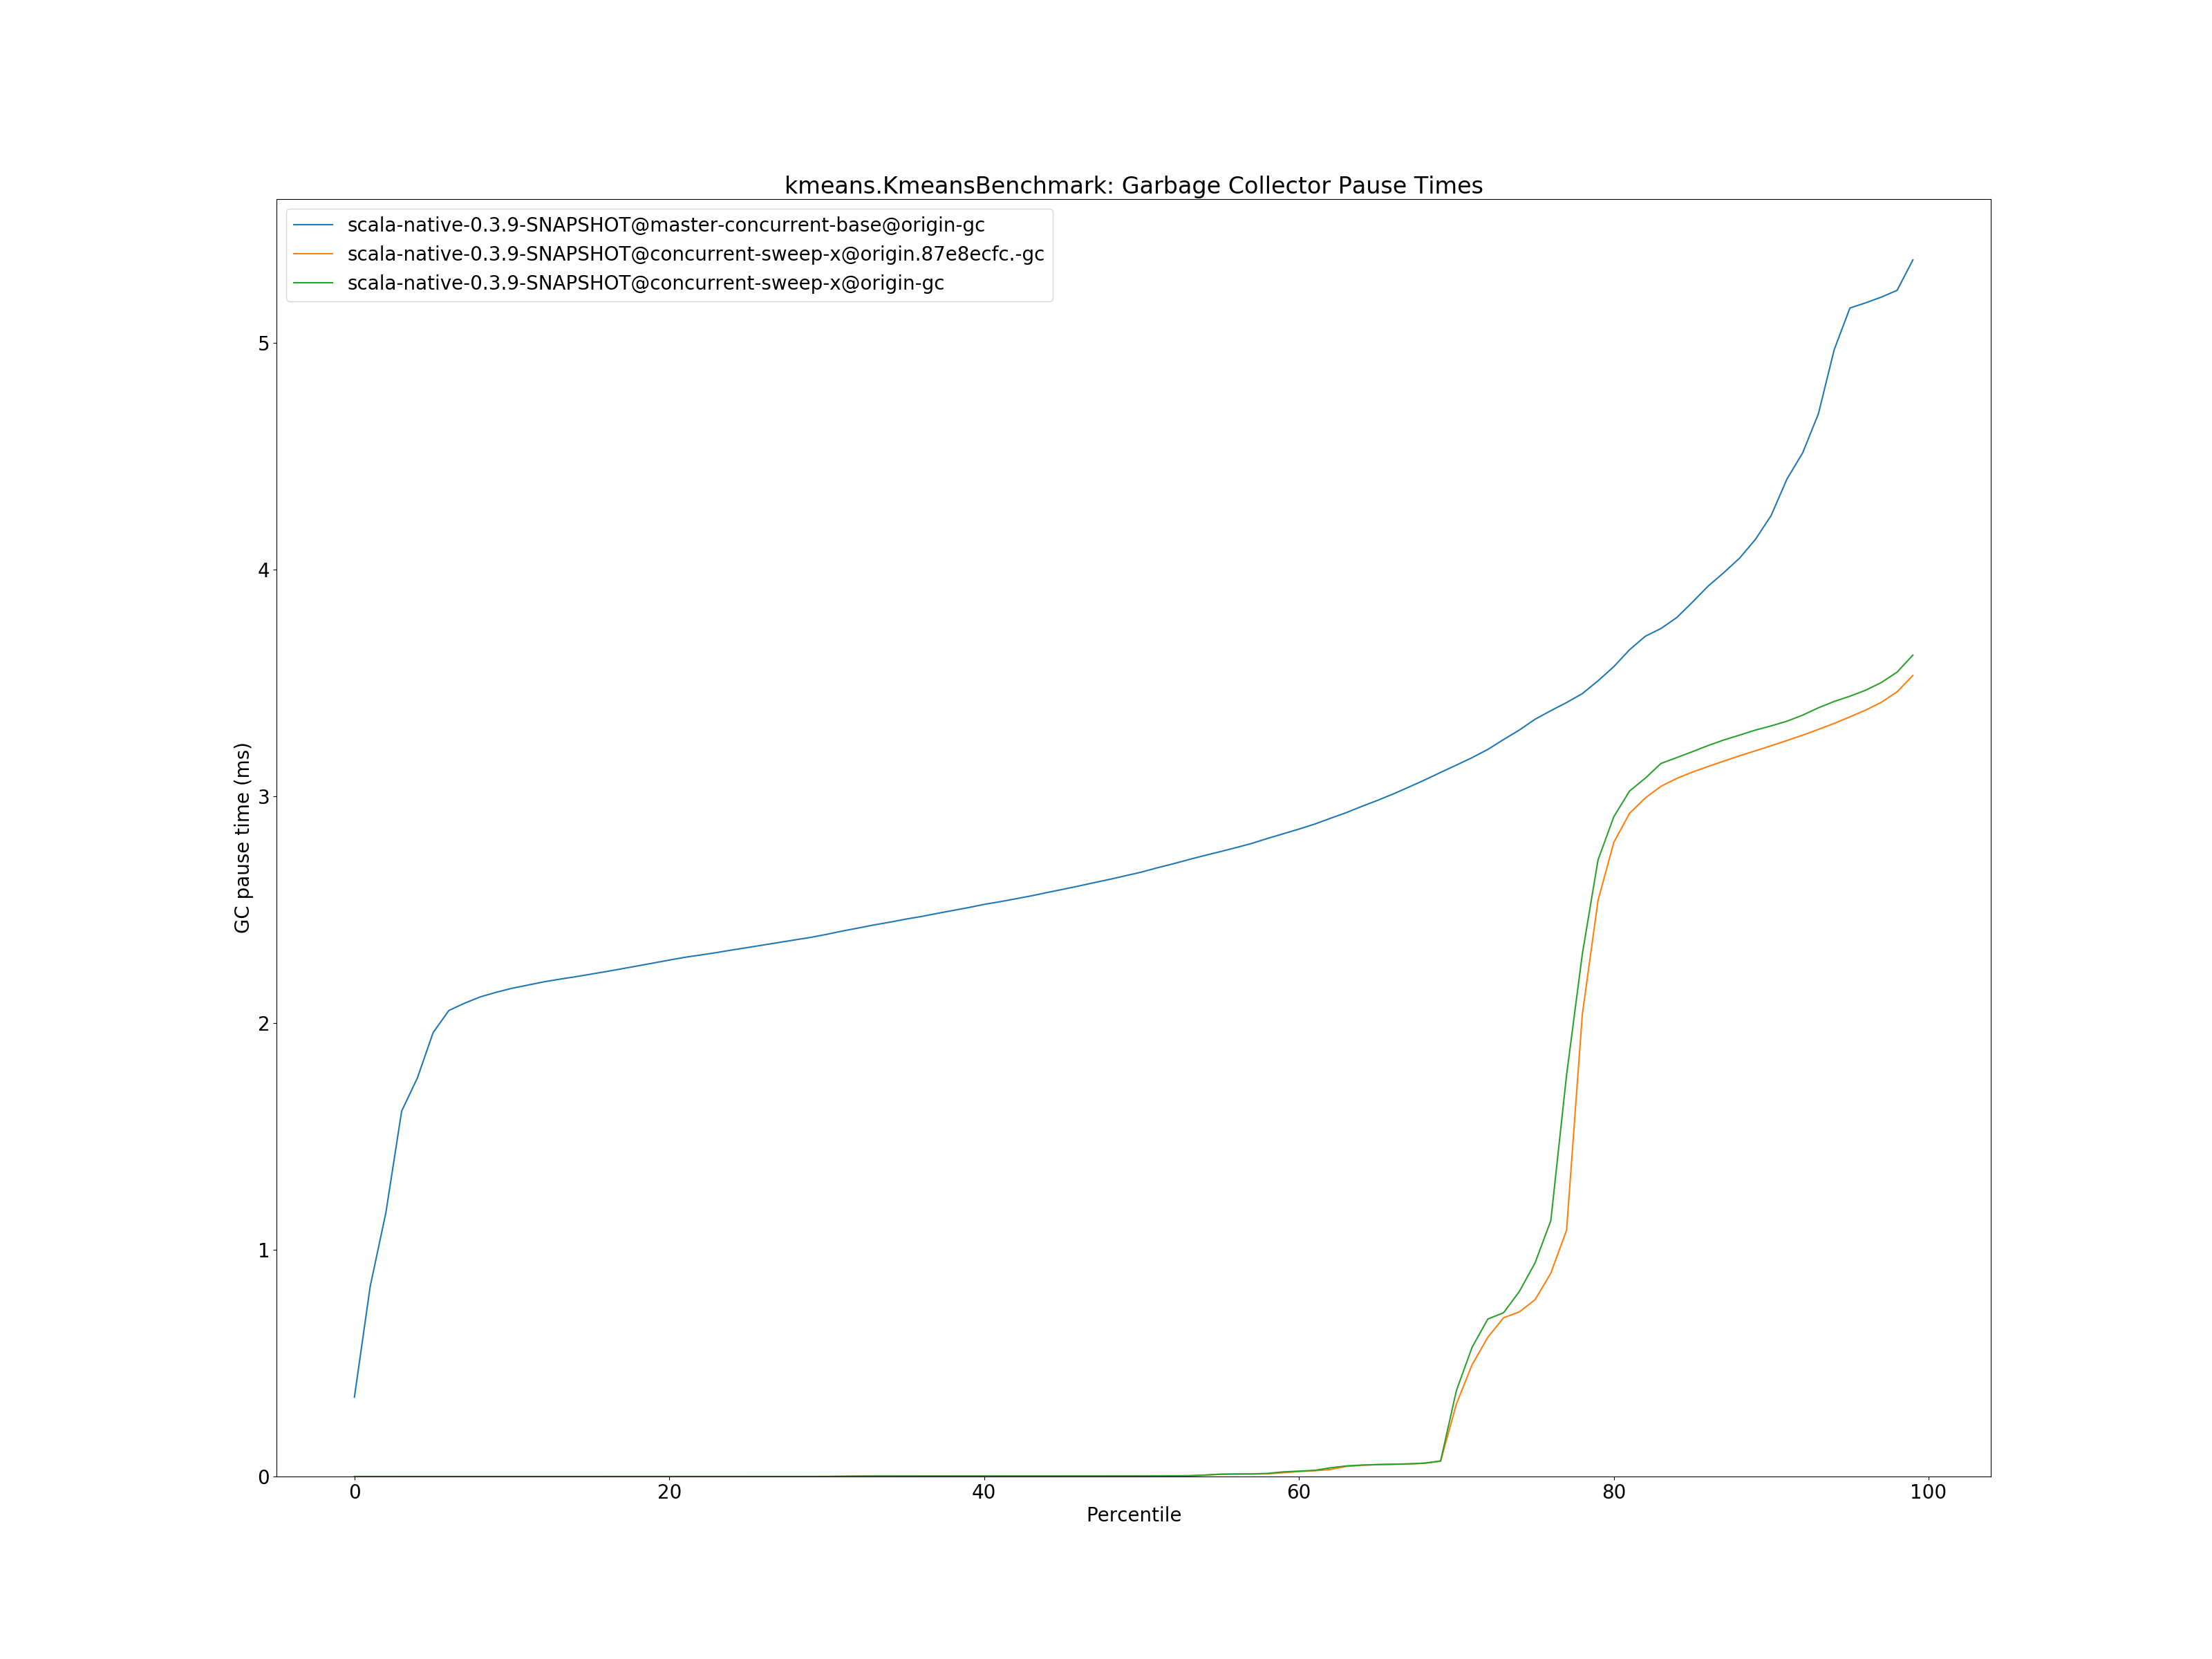 kmeans.KmeansBenchmark: Garbage Collector Pause Times
scala-native-0.3.9-SNAPSHOT@master-concurrent-base@origin-gc
scala-native-0.3.9-SNAPSHOT@concurrent-sweep-x@origin.87e8ecfc.-gc
scala-native-0.3.9-SNAPSHOT@concurrent-sweep-x@origin-gc
5
4
3
2
1
0
GC pause time (ms)
0 20 40 60 80 100
Percentile